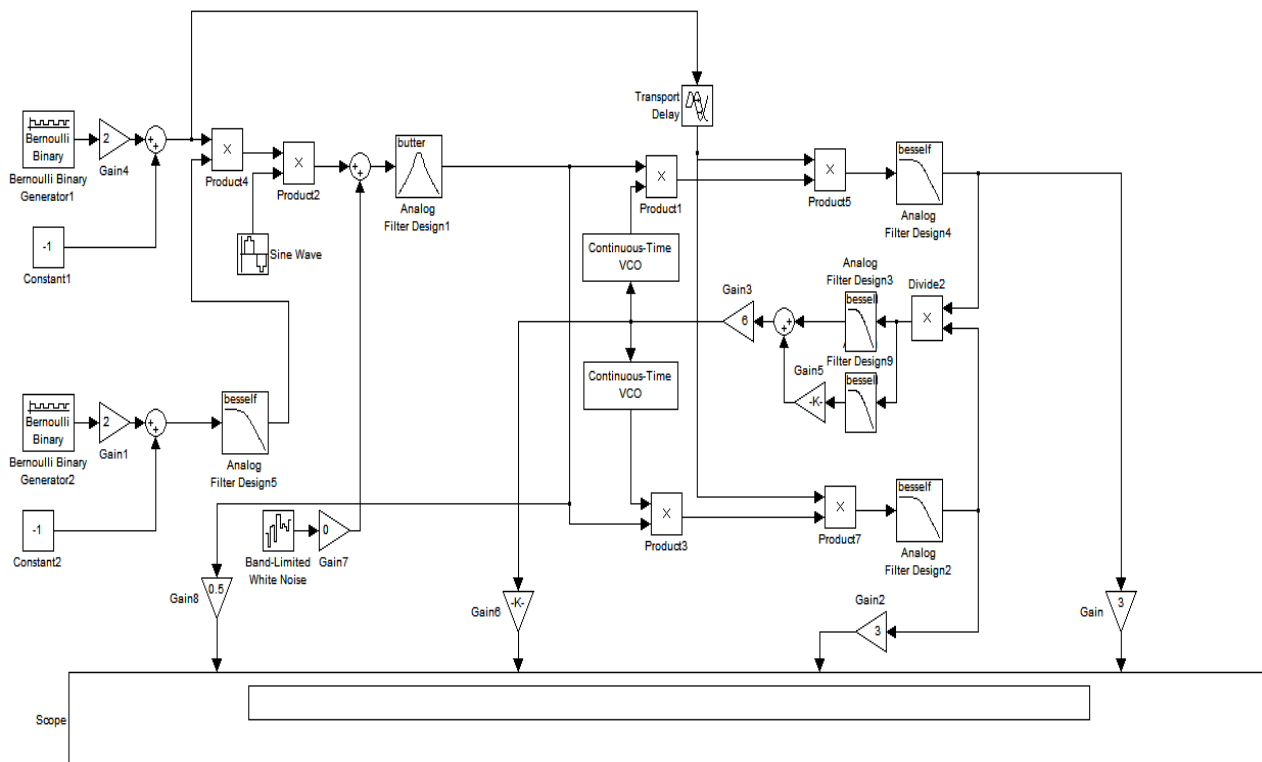 Transport
Delay
Bernoulli
Binary
Bernoulli Binary
Generator1
2
Gain4
+
+
X
Product4
X
Product2
+
+
butter
Analog
Filter Design1
X
Product1
X
Product5
besself
Analog
Filter Design4
-1
Constant1
Sine Wave
Continuous-Time
VCO
Gain3
6
+
Analog
Filter Design3
besself
Divide2
X
Filter Design9
Continuous-Time
VCO
Gain5
-K-
besself
Bernoulli
Binary
Bernoulli Binary
Generator2
2
Gain1
+
+
besself
Analog
Filter Design5
X
Product3
X
Product7
besself
Analog
Filter Design2
-1
Constant2
Band-Limited
White Noise
0
Gain7
0.5
Gain8
-K-
Gain6
Gain2
3
3
Gain
Scope